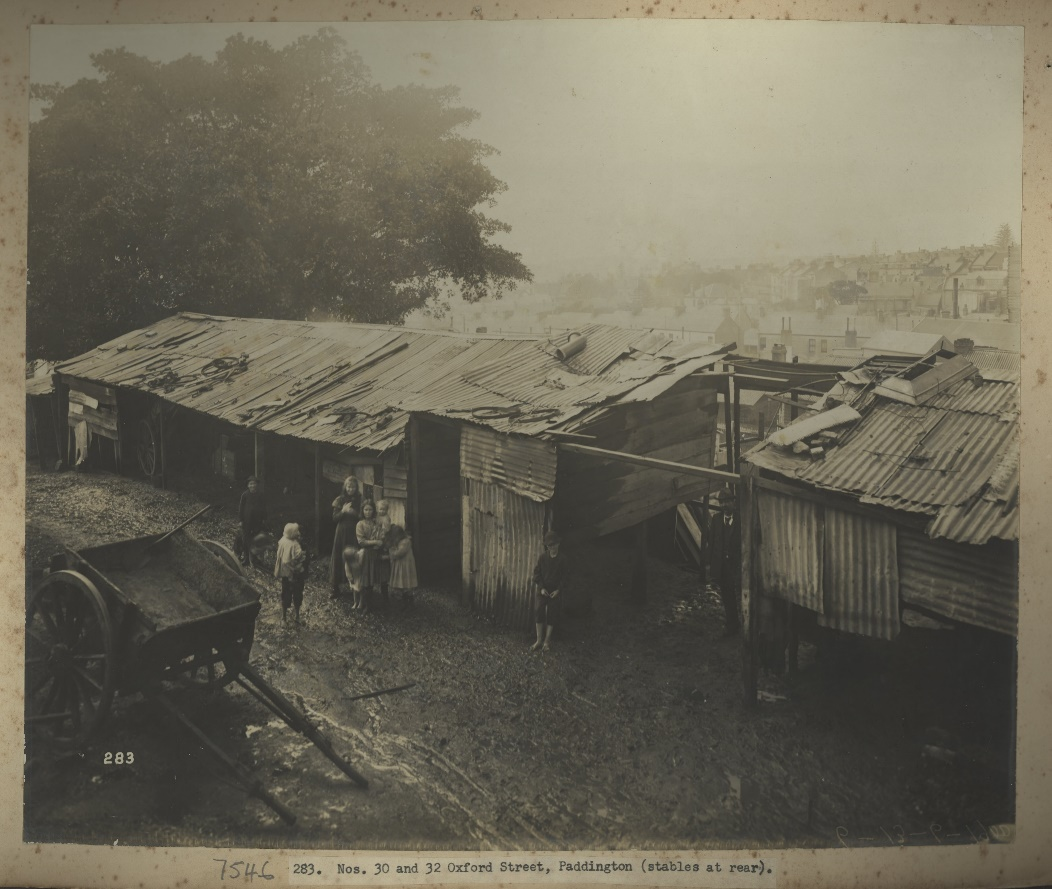 283
7546 283. Nos. 30 and 32 Oxford Street, Paddington (stables at rear).